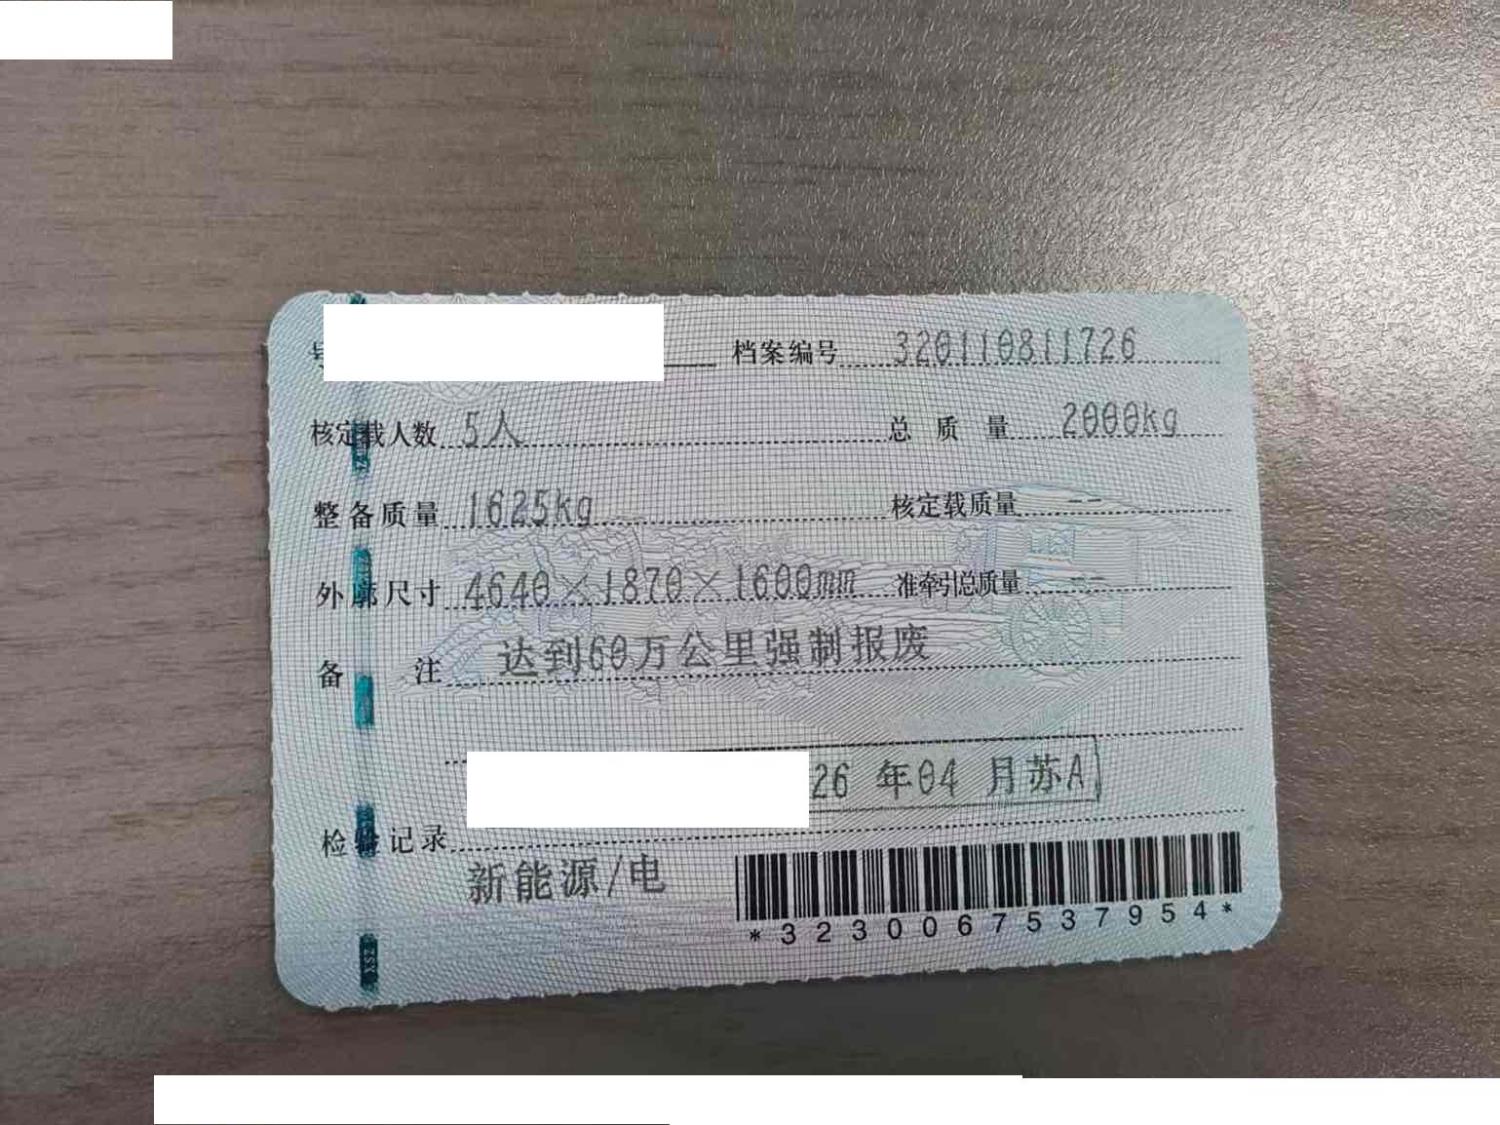 号 档案编号 320110811726
核定载人数 5人 总质量 2000kg
整备质量 1625kg 核定载质量 --
外廓尺寸 4640×1870×1600mm 准牵引总质量 --
备注 达到60万公里强制报废
26 年04 月苏A
检验记录
新能源/电
*3230067537954*